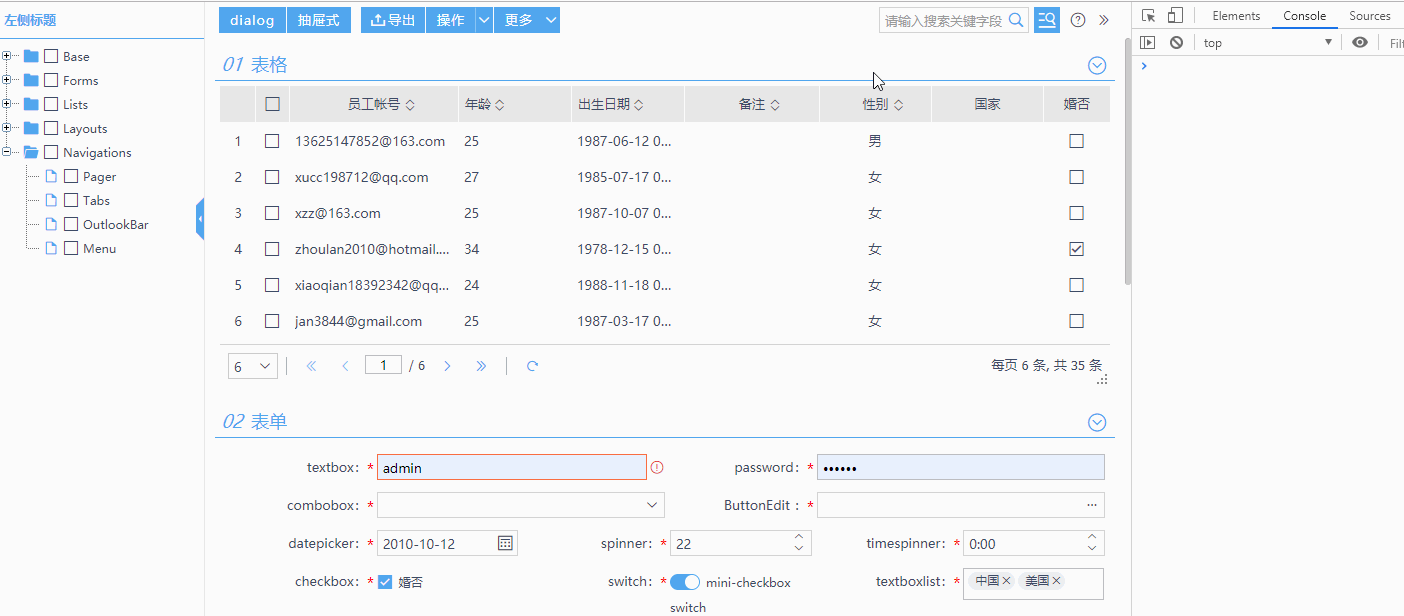 左侧标题
Base
Forms
Lists
Layouts
Navigations
Pager
Tabs
OutlookBar
Menu
dialog 抽屉式 导出 操作 更多 请输入搜索关键字段
01 表格
员工帐号 年龄 出生日期 备注 性别 国家 婚否
1 13625147852@163.com 25 1987-06-12 0... 男
2 xucc198712@qq.com 27 1985-07-17 0... 女
3 xzz@163.com 25 1987-10-07 0... 女
4 zhoulan2010@hotmail.... 34 1978-12-15 0... 女
5 xiaoqian18392342@qq... 24 1988-11-18 0... 女
6 jan3844@gmail.com 25 1987-03-17 0... 女
6 1 / 6 每页 6 条, 共 35 条
02 表单
textbox: * admin password: * ••••••
combobox: * ButtonEdit : * ...
datepicker: * 2010-10-12 spinner: * 22 timespinner: * 0:00
checkbox: * 婚否 switch: * mini-checkbox textboxlist: * 中国 美国
switch
Elements Console Sources
top Filt